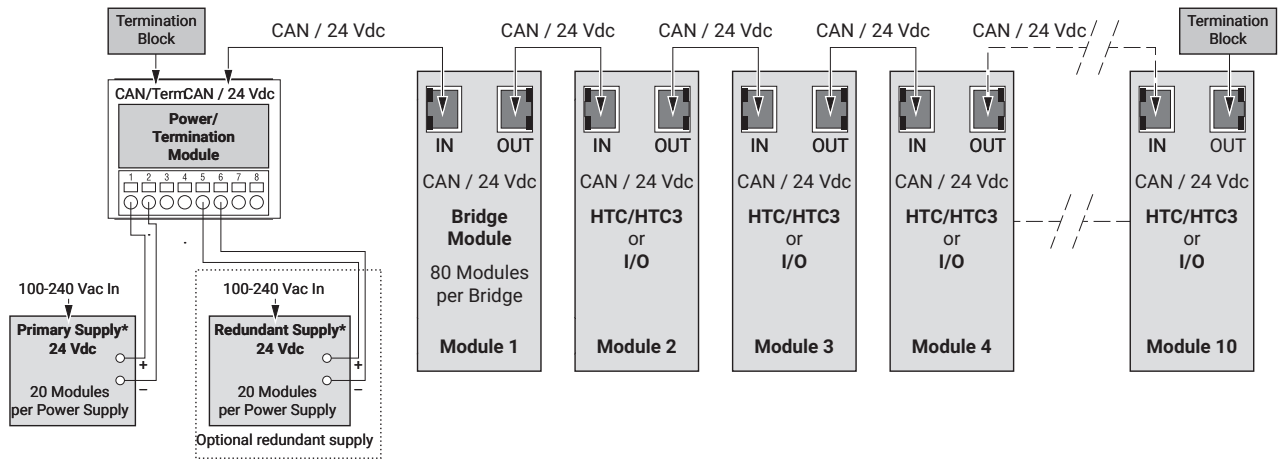 Termination
Block
CAN / 24 Vdc
CAN / 24 Vdc
CAN / 24 Vdc
CAN / 24 Vdc
CAN / 24 Vdc
Termination
Block
CAN/Term
CAN / 24 Vdc
Power/
Termination
Module
1 2 3 4 5 6 7 8
IN OUT
CAN / 24 Vdc
Bridge
Module
80 Modules
per Bridge
Module 1
IN OUT
CAN / 24 Vdc
HTC/HTC3
or
I/O
Module 2
IN OUT
CAN / 24 Vdc
HTC/HTC3
or
I/O
Module 3
IN OUT
CAN / 24 Vdc
HTC/HTC3
or
I/O
Module 4
IN OUT
CAN / 24 Vdc
HTC/HTC3
or
I/O
Module 10
100-240 Vac In
Primary Supply*
24 Vdc
+
–
20 Modules
per Power Supply
100-240 Vac In
Redundant Supply*
24 Vdc
+
–
20 Modules
per Power Supply
Optional redundant supply